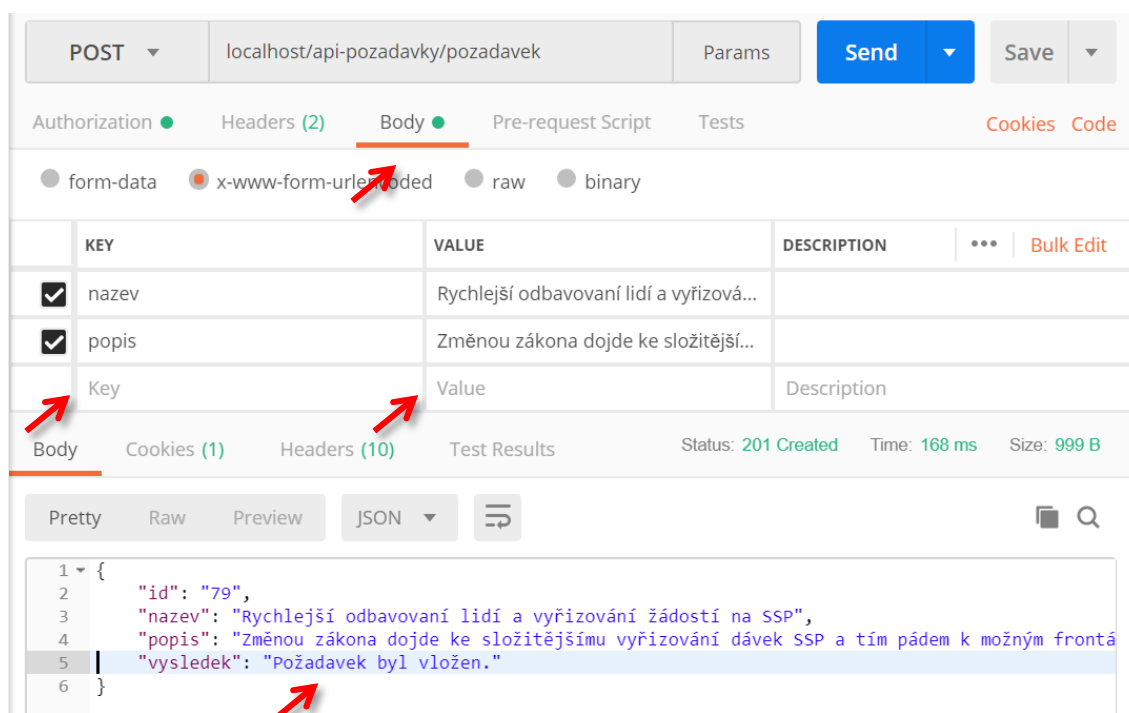 POST localhost/api-pozadavky/pozadavek Params Send Save
Authorization Headers (2) Body Pre-request Script Tests Cookies Code
form-data x-www-form-urlencoded raw binary
KEY VALUE DESCRIPTION ••• Bulk Edit
nazev Rychlejší odbavovaní lidí a vyřizová...
popis Změnou zákona dojde ke složitější...
Key Value Description
Body Cookies (1) Headers (10) Test Results Status: 201 Created Time: 168 ms Size: 999 B
Pretty Raw Preview JSON
1 {
2 "id": "79",
3 "nazev": "Rychlejší odbavovaní lidí a vyřizování žádostí na SSP",
4 "popis": "Změnou zákona dojde ke složitějšímu vyřizování dávek SSP a tím pádem k možným frontá
5 "vysledek": "Požadavek byl vložen."
6 }